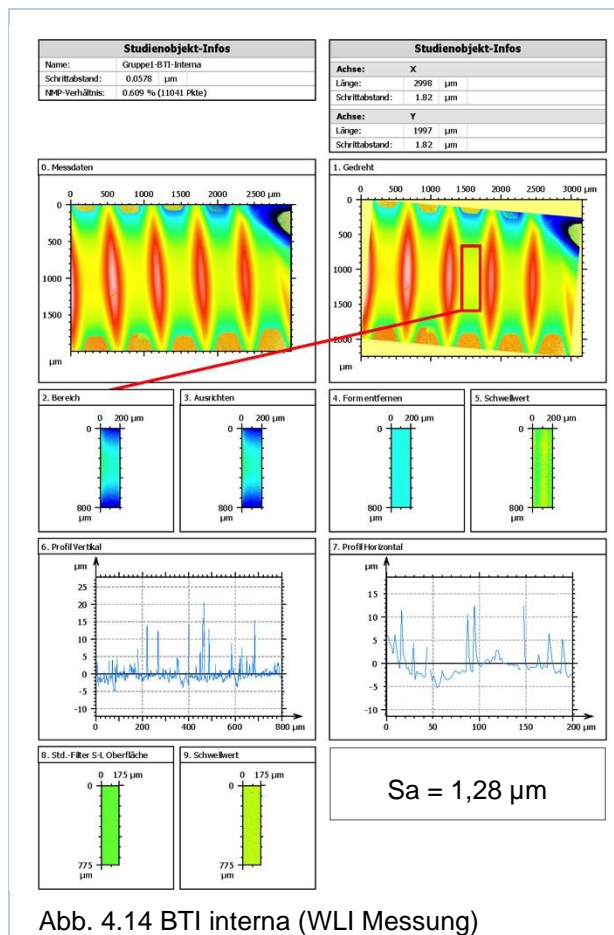 Studienobjekt-Infos
Name: Gruppe1-BTI-Interna
Schrittabstand: 0.0578 µm
NMP-Verhältnis: 0.609 % (11041 Pkte)
Studienobjekt-Infos
Achse: X
Länge: 2998 µm
Schrittabstand: 1.82 µm
Achse: Y
Länge: 1997 µm
Schrittabstand: 1.82 µm
0. Messdaten
0 500 1000 1500 2000 2500 µm
0
500
1000
1500
µm
1. Gedreht
0 500 1000 1500 2000 2500 3000 µm
0
500
1000
1500
2000
µm
2. Bereich
0 200 µm
0
800
µm
3. Ausrichten
0 200 µm
0
800
µm
4. Form entfernen
0 200 µm
0
800
µm
5. Schwellwert
0 200 µm
0
800
µm
6. Profil Vertikal
µm
25
20
15
10
5
0
-5
-10
0 200 400 600 800 µm
7. Profil Horizontal
µm
15
10
5
0
-5
-10
0 50 100 150 200 µm
8. Std.-Filter S-L Oberfläche
0 175 µm
0
775
µm
9. Schwellwert
0 175 µm
0
775
µm
Sa = 1,28 µm
Abb. 4.14 BTI interna (WLI Messung)